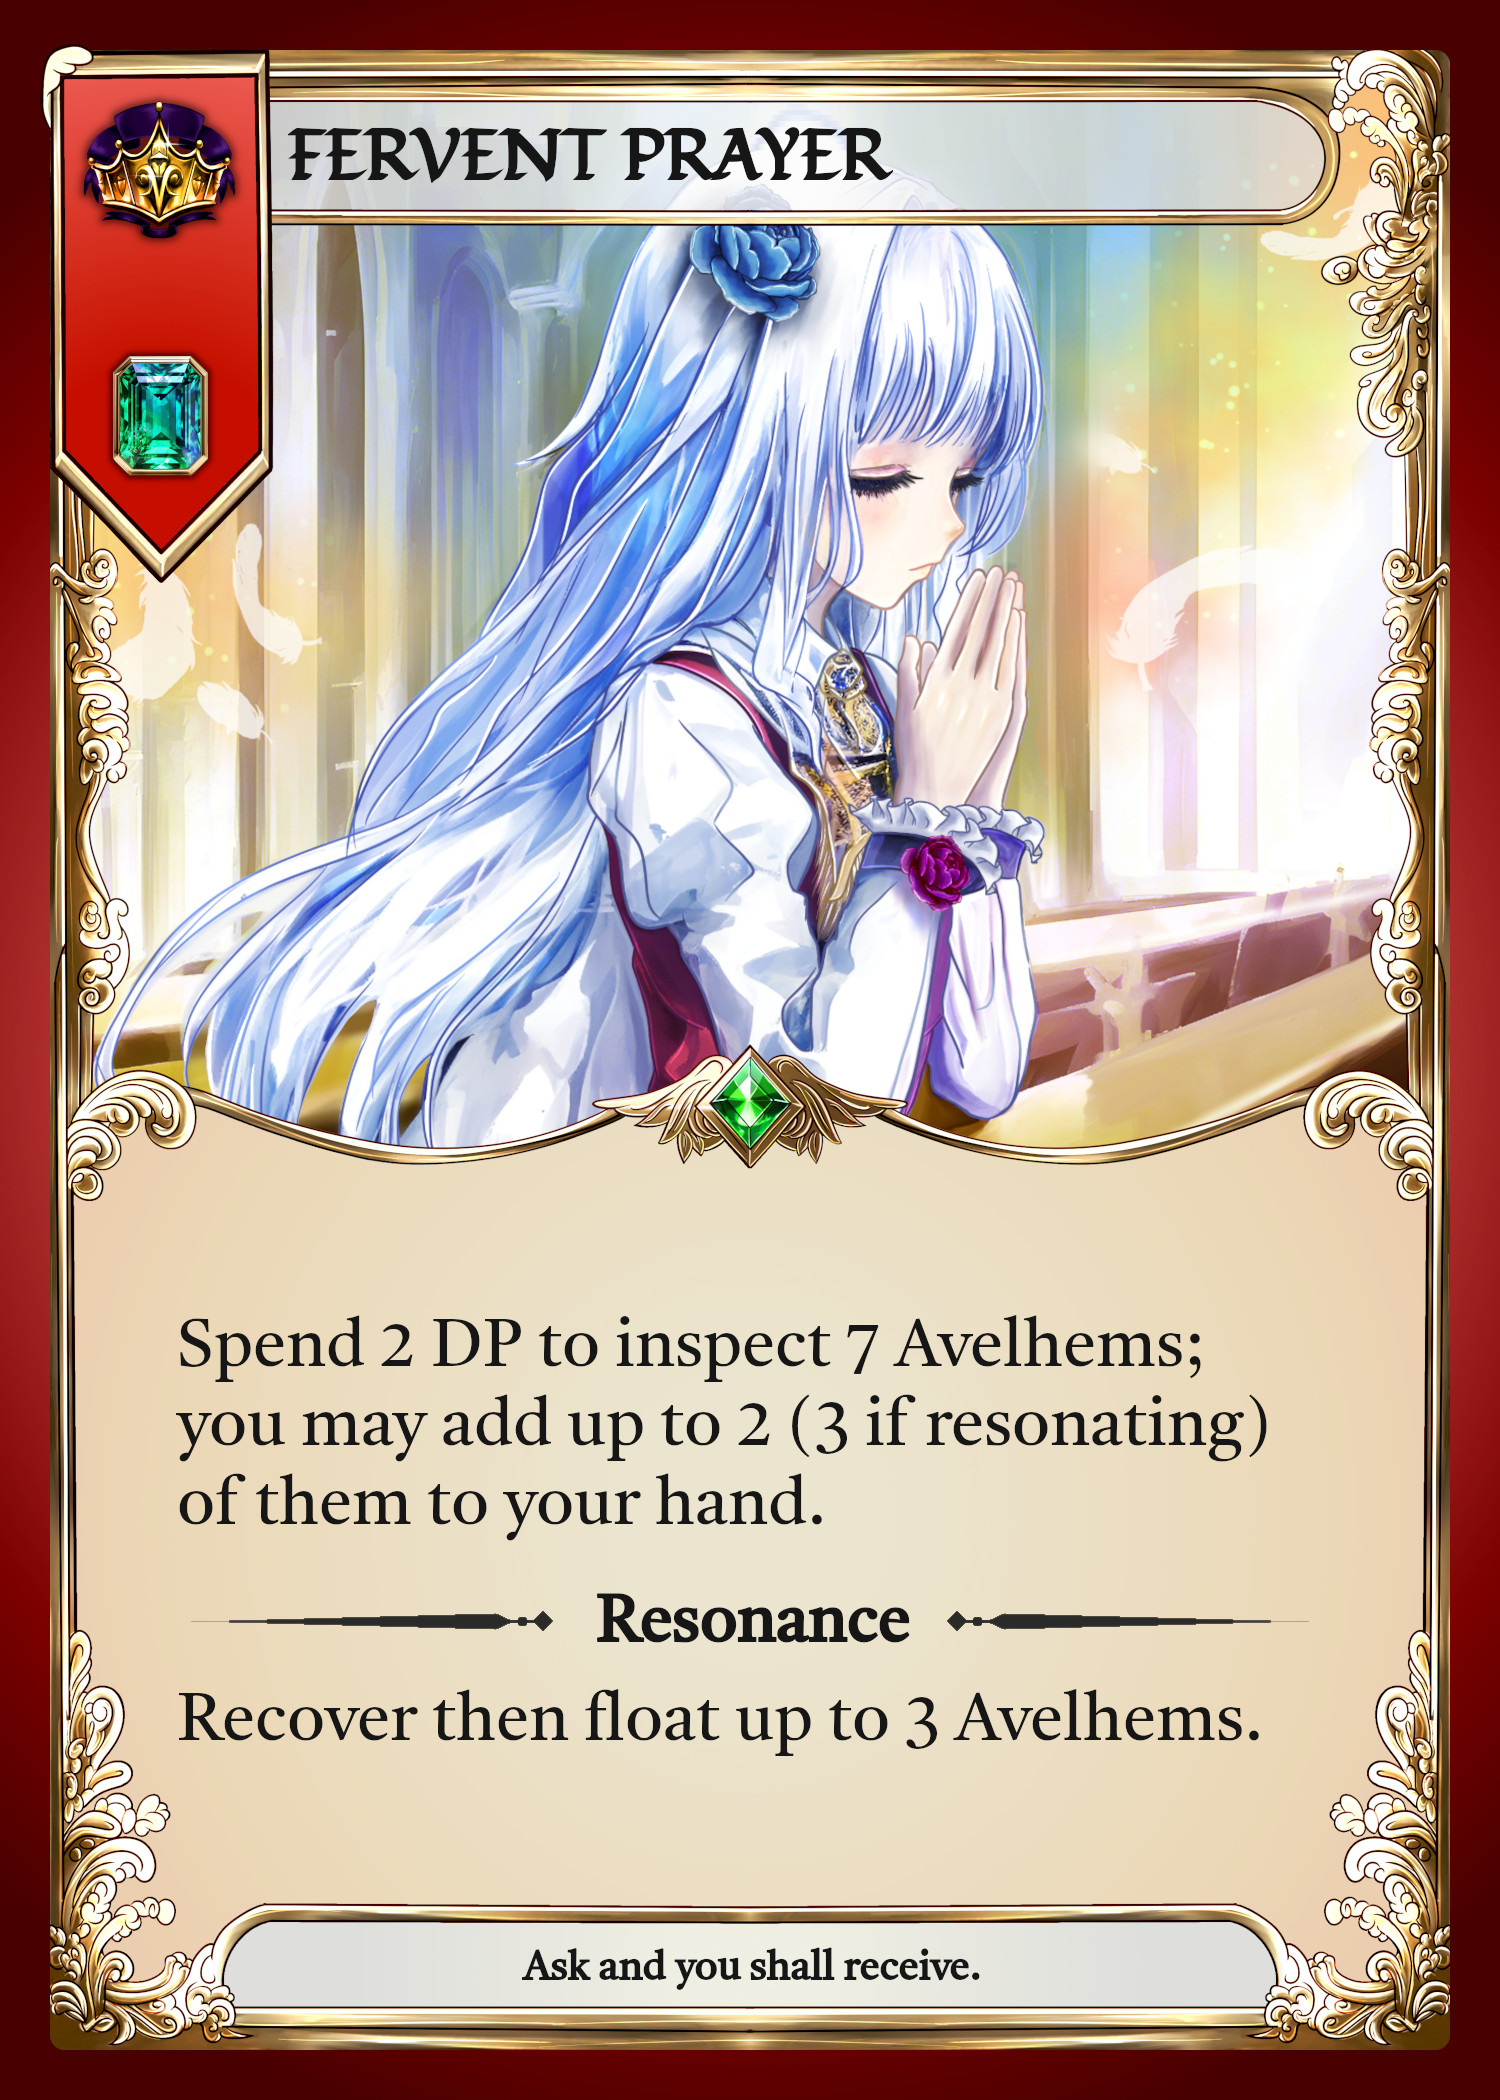 FERVENT PRAYER
Spend 2 DP to inspect 7 Avelhems;
you may add up to 2 (3 if resonating)
of them to your hand.
Resonance
Recover then float up to 3 Avelhems.
Ask and you shall receive.